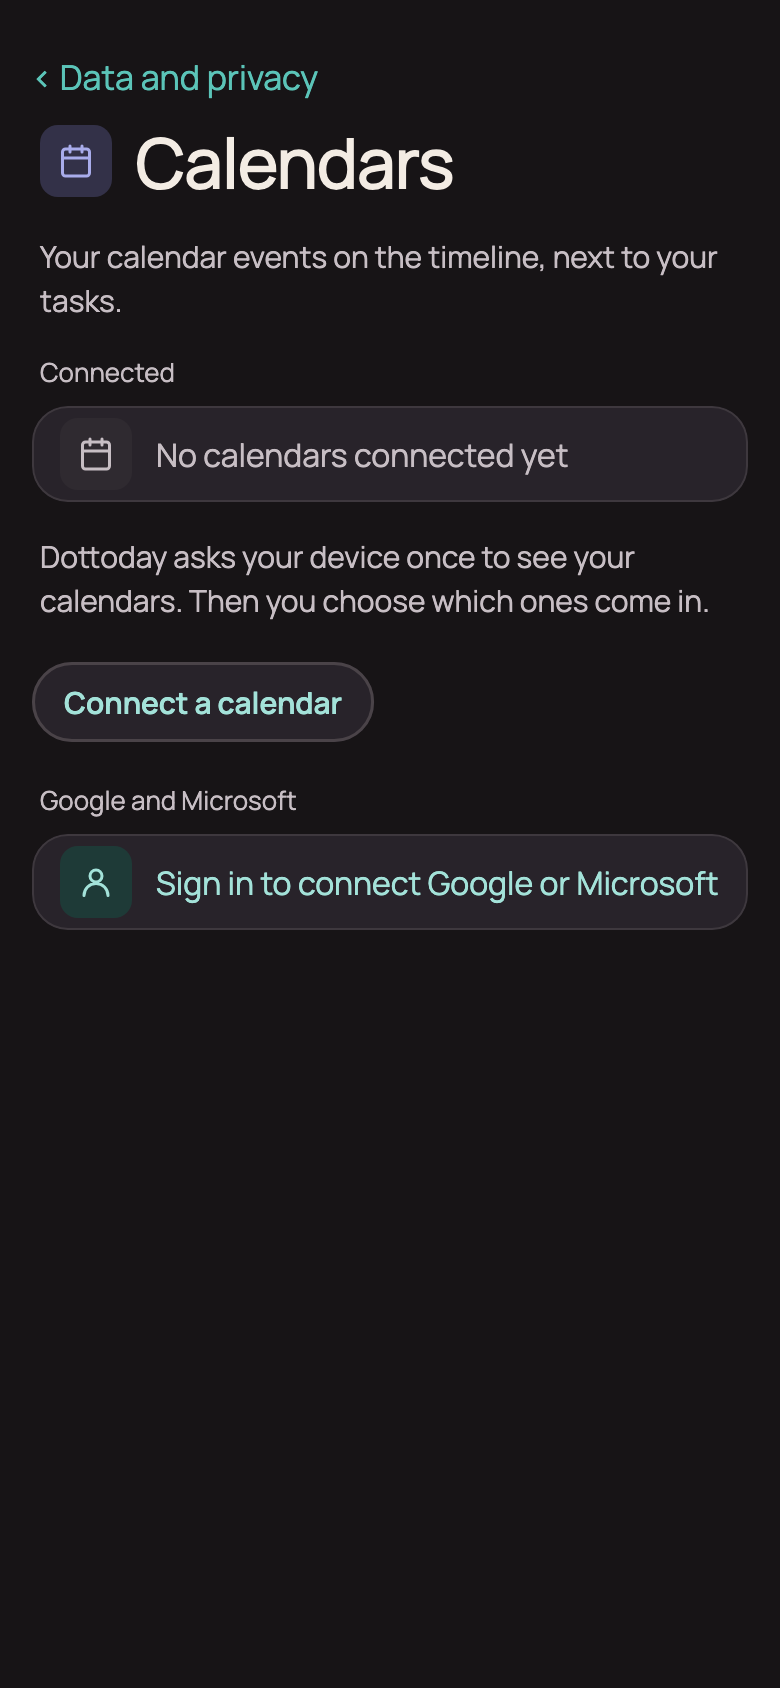 Data and privacy
Calendars
Your calendar events on the timeline, next to your
tasks.
Connected
No calendars connected yet
Dottoday asks your device once to see your
calendars. Then you choose which ones come in.
Connect a calendar
Google and Microsoft
Sign in to connect Google or Microsoft